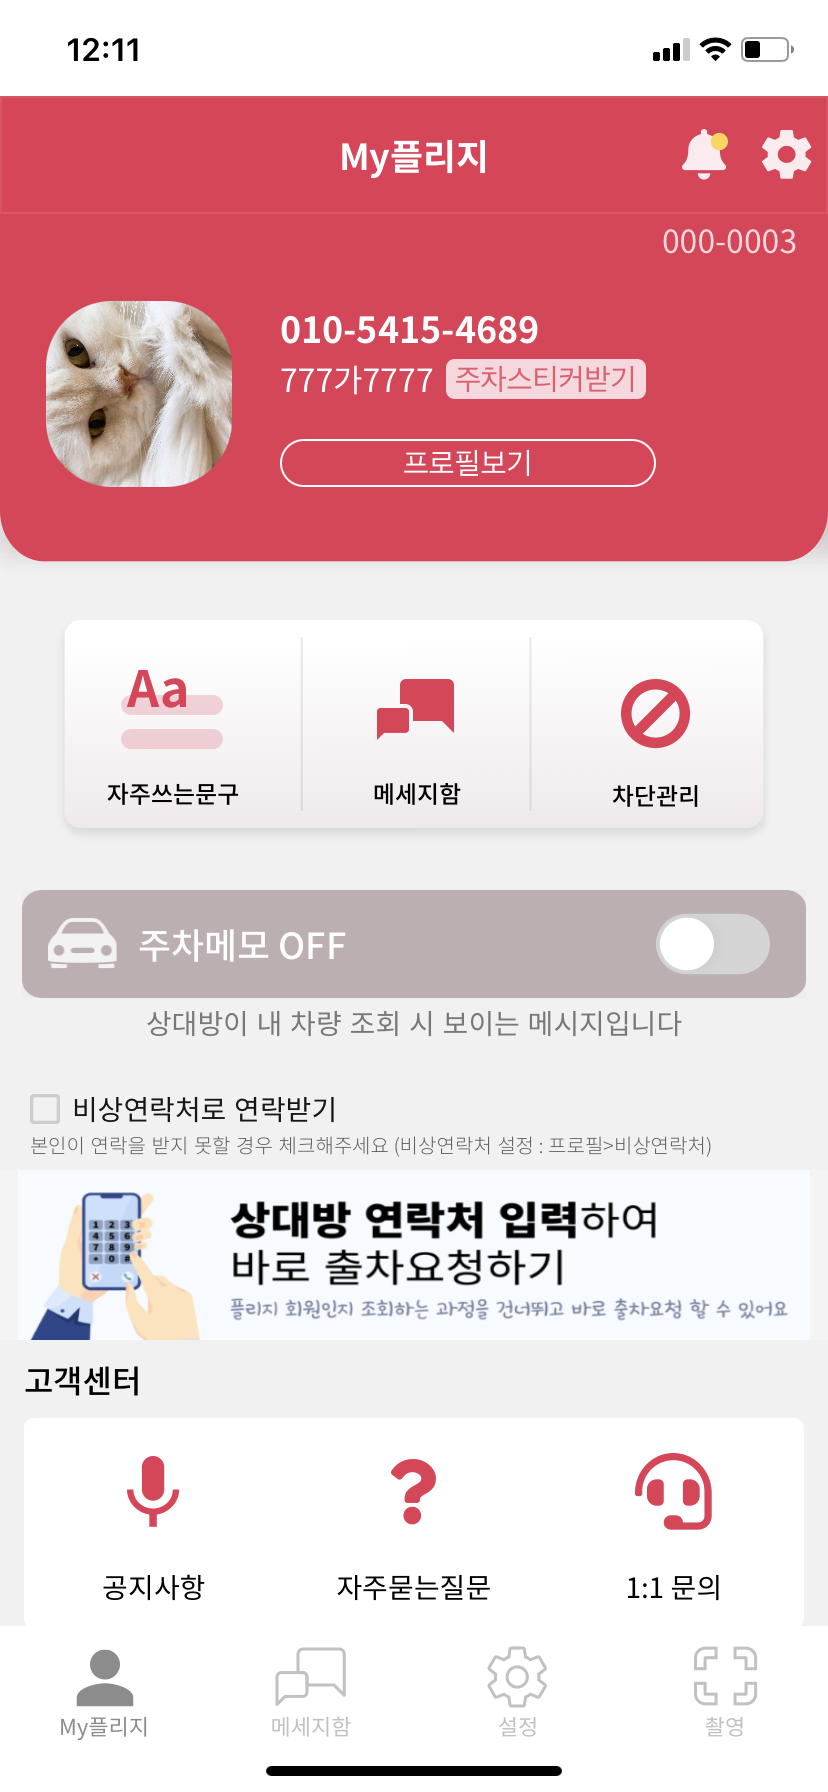 12:11
My플리지
000-0003
010-5415-4689
777가7777 주차스티커받기
프로필보기
Aa
자주쓰는문구 메세지함 차단관리
주차메모 OFF
상대방이 내 차량 조회 시 보이는 메시지입니다
비상연락처로 연락받기
본인이 연락을 받지 못할 경우 체크해주세요 (비상연락처 설정 : 프로필>비상연락처)
1 2 3
4 5 6
7 8 9
* 0 #
상대방 연락처 입력하여
바로 출차요청하기
플리지 회원인지 조회하는 과정을 건너뛰고 바로 출차요청 할 수 있어요
고객센터
공지사항 자주묻는질문 1:1 문의
My플리지 메세지함 설정 촬영